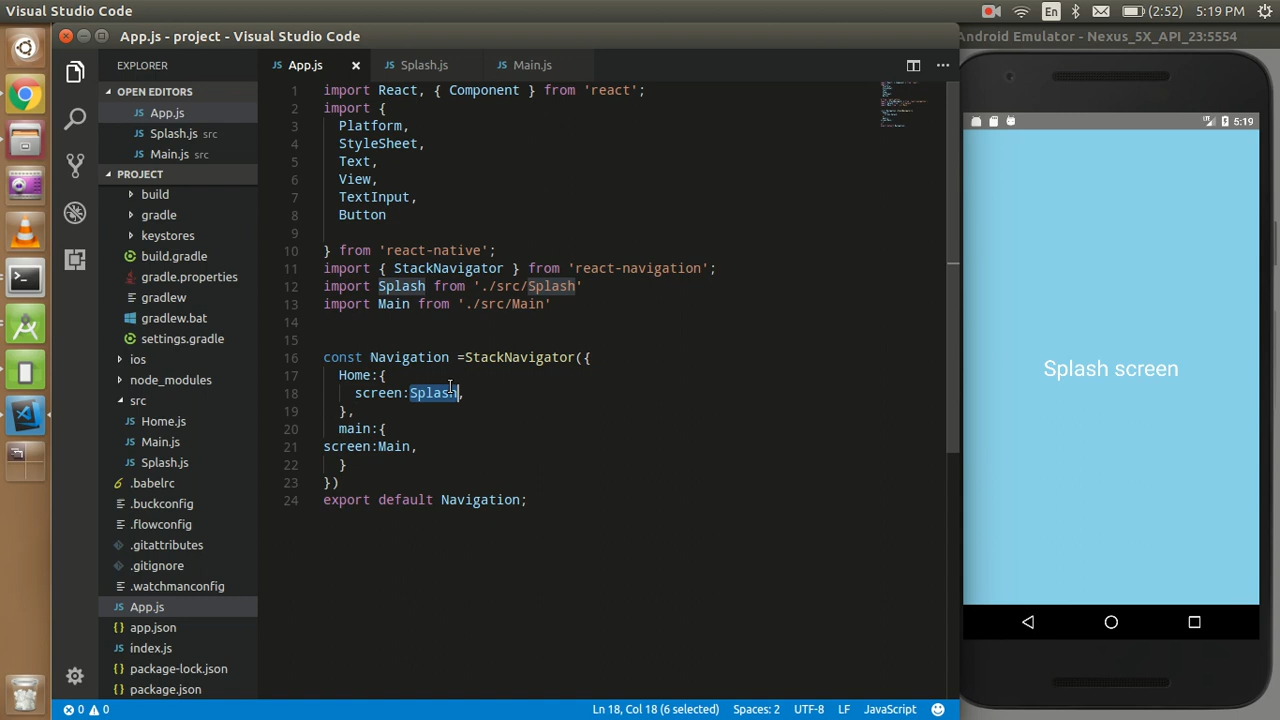 Visual Studio Code
En
(2:52)
5:19 PM
App.js - project - Visual Studio Code
Android Emulator - Nexus_5X_API_23:5554
EXPLORER
App.js
Splash.js
Main.js
OPEN EDITORS
JS App.js
JS Splash.js src
JS Main.js src
PROJECT
build
gradle
keystores
build.gradle
gradle.properties
gradlew
gradlew.bat
settings.gradle
ios
node_modules
src
JS Home.js
JS Main.js
JS Splash.js
.babelrc
.buckconfig
.flowconfig
.gitattributes
.gitignore
.watchmanconfig
JS App.js
{} app.json
JS index.js
{} package-lock.json
{} package.json
1 import React, { Component } from 'react';
2 import {
3 Platform,
4 StyleSheet,
5 Text,
6 View,
7 TextInput,
8 Button
9
10 } from 'react-native';
11 import { StackNavigator } from 'react-navigation';
12 import Splash from './src/Splash'
13 import Main from './src/Main'
14
15
16 const Navigation =StackNavigator({
17 Home:{
18 screen:Splash,
19 },
20 main:{
21 screen:Main,
22 }
23 })
24 export default Navigation;
5:19
Splash screen
0 0
Ln 18, Col 18 (6 selected)
Spaces: 2
UTF-8
LF
JavaScript